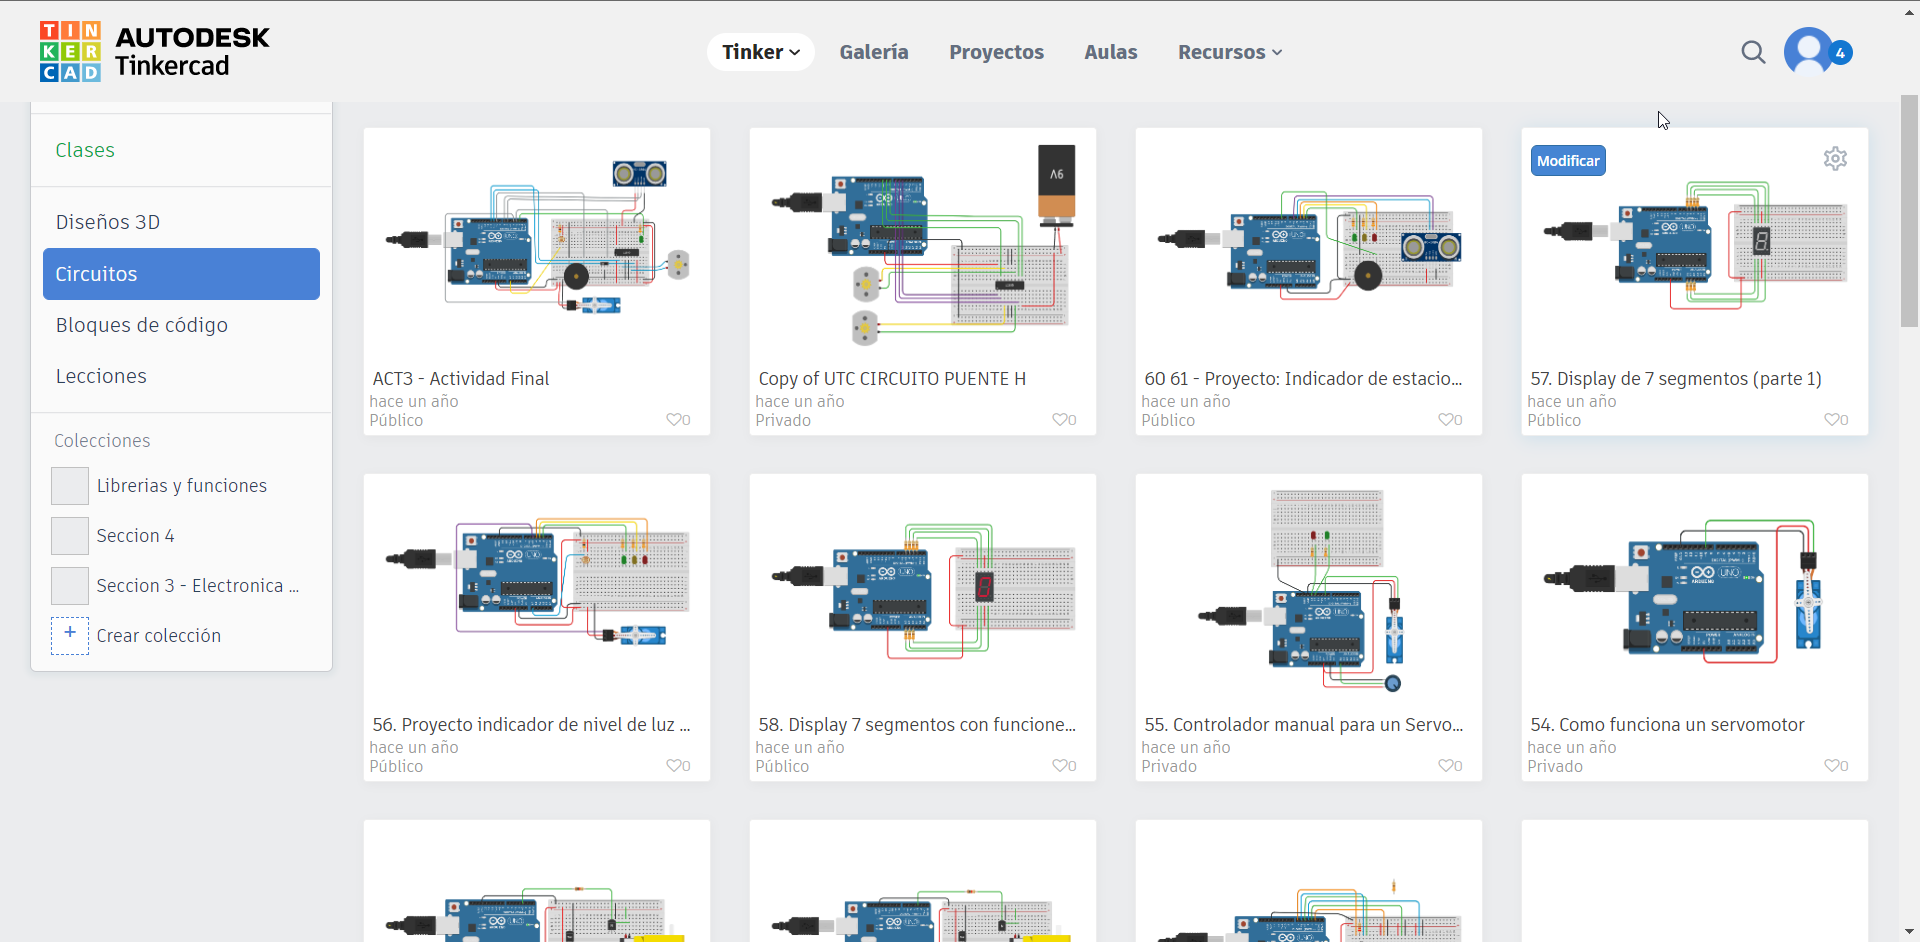 TIN
KER
CAD
AUTODESK
Tinkercad
Tinker
Galería
Proyectos
Aulas
Recursos
4
Clases
Diseños 3D
Circuitos
Bloques de código
Lecciones
Colecciones
Librerias y funciones
Seccion 4
Seccion 3 - Electronica ...
+ Crear colección
ACT3 - Actividad Final
hace un año
Público
0
9V
Copy of UTC CIRCUITO PUENTE H
hace un año
Privado
0
60 61 - Proyecto: Indicador de estacio...
hace un año
Público
0
Modificar
57. Display de 7 segmentos (parte 1)
hace un año
Público
0
56. Proyecto indicador de nivel de luz ...
hace un año
Público
0
58. Display 7 segmentos con funcione...
hace un año
Público
0
55. Controlador manual para un Servo...
hace un año
Privado
0
UNO
54. Como funciona un servomotor
hace un año
Privado
0